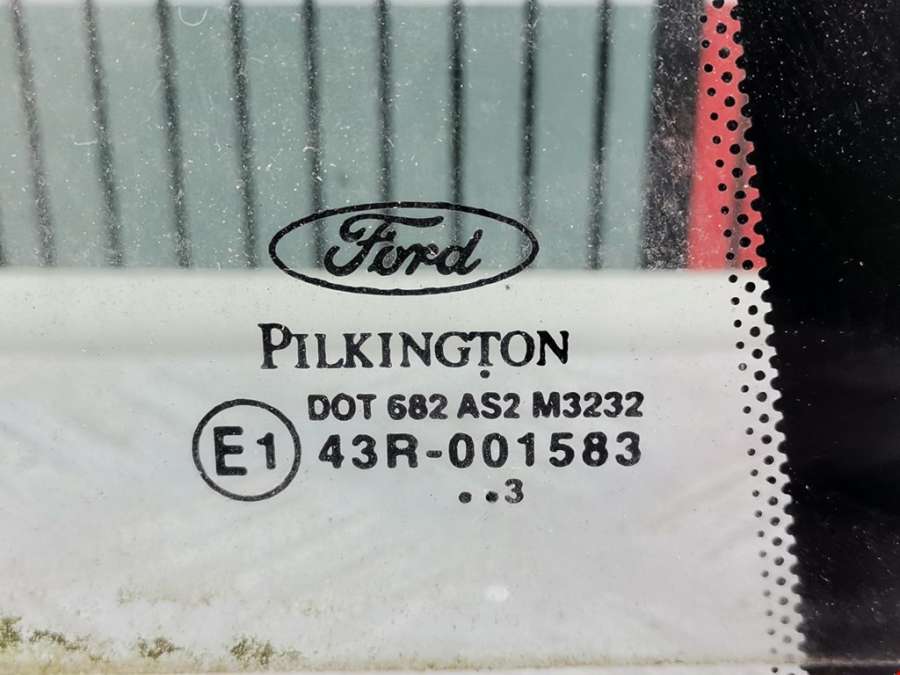 Ford
PILKINGTON
DOT 682 AS2 M3232
E1 43R-001583
..3